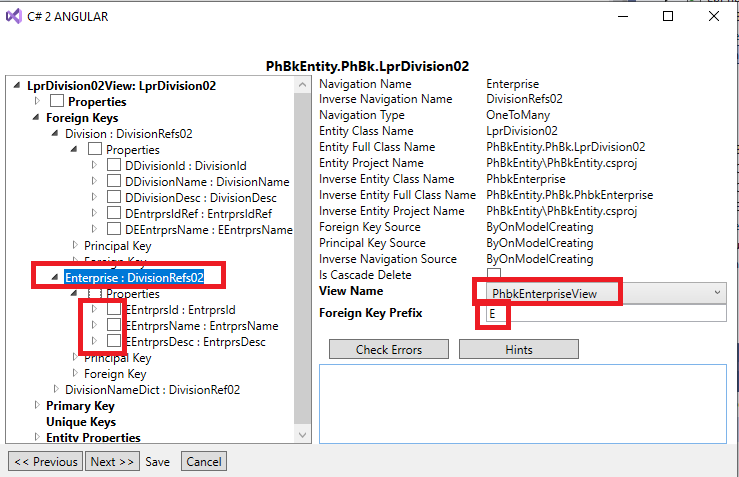 C# 2 ANGULAR
PhBkEntity.PhBk.LprDivision02
LprDivision02View: LprDivision02
Properties
Foreign Keys
Division : DivisionRefs02
Properties
DDivisionId : DivisionId
DDivisionName : DivisionName
DDivisionDesc : DivisionDesc
DEntrprsIdRef : EntrprsIdRef
DEEntrprsName : EEntrprsName
Principal Key
Foreign Key
Enterprise : DivisionRefs02
Properties
EEntrprsId : EntrprsId
EEntrprsName : EntrprsName
EEntrprsDesc : EntrprsDesc
Principal Key
Foreign Key
DivisionNameDict : DivisionRef02
Primary Key
Unique Keys
Entity Properties
Navigation Name Enterprise
Inverse Navigation Name DivisionRefs02
Navigation Type OneToMany
Entity Class Name LprDivision02
Entity Full Class Name PhBkEntity.PhBk.LprDivision02
Entity Project Name PhBkEntity\PhBkEntity.csproj
Inverse Entity Class Name PhbkEnterprise
Inverse Entity Full Class Name PhBkEntity.PhBk.PhbkEnterprise
Inverse Entity Project Name PhBkEntity\PhBkEntity.csproj
Foreign Key Source ByOnModelCreating
Principal Key Source ByOnModelCreating
Inverse Navigation Source ByOnModelCreating
Is Cascade Delete
View Name PhbkEnterpriseView
Foreign Key Prefix E
Check Errors Hints
<< Previous Next >> Save Cancel